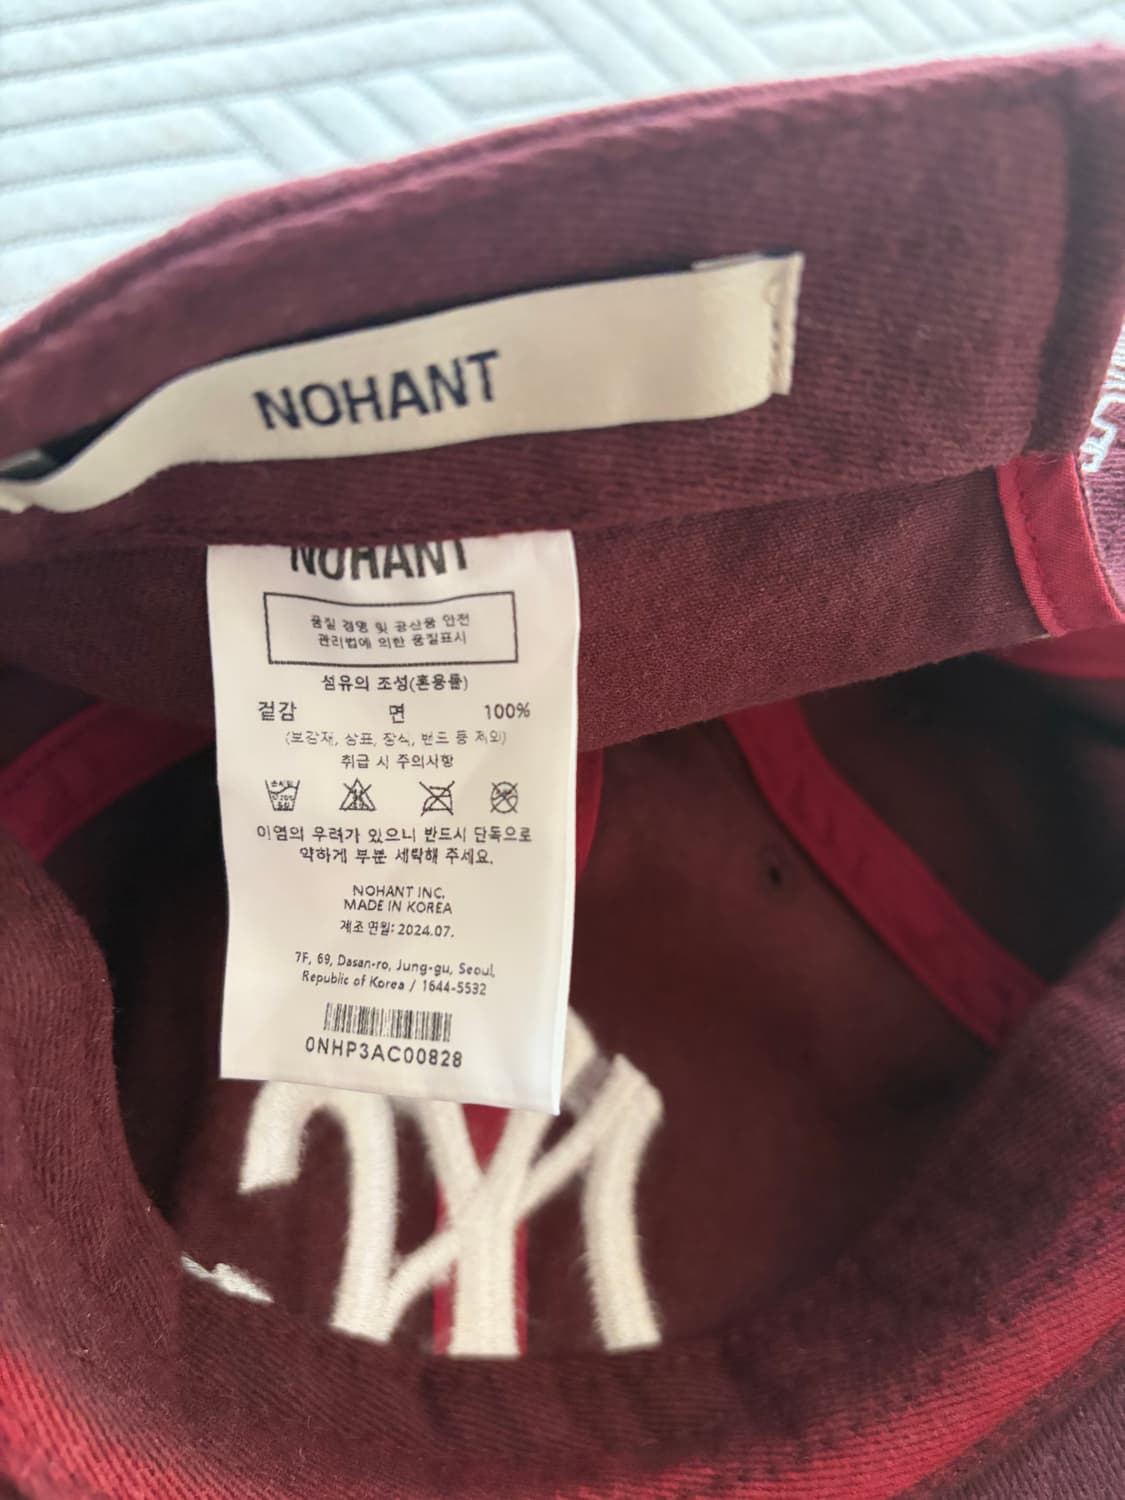 NOHANT
NOHANT
품질 경영 및 공산품 안전
관리법에 의한 품질표시
섬유의 조성(혼용률)
겉감 면 100%
(보강재, 상표, 장식, 밴드 등 제외)
취급 시 주의사항
이염의 우려가 있으니 반드시 단독으로
약하게 부분 세탁해 주세요.
NOHANT INC.
MADE IN KOREA
제조 연월: 2024.07.
7F, 69, Dasan-ro, Jung-gu, Seoul,
Republic of Korea / 1644-5532
0NHP3AC00828